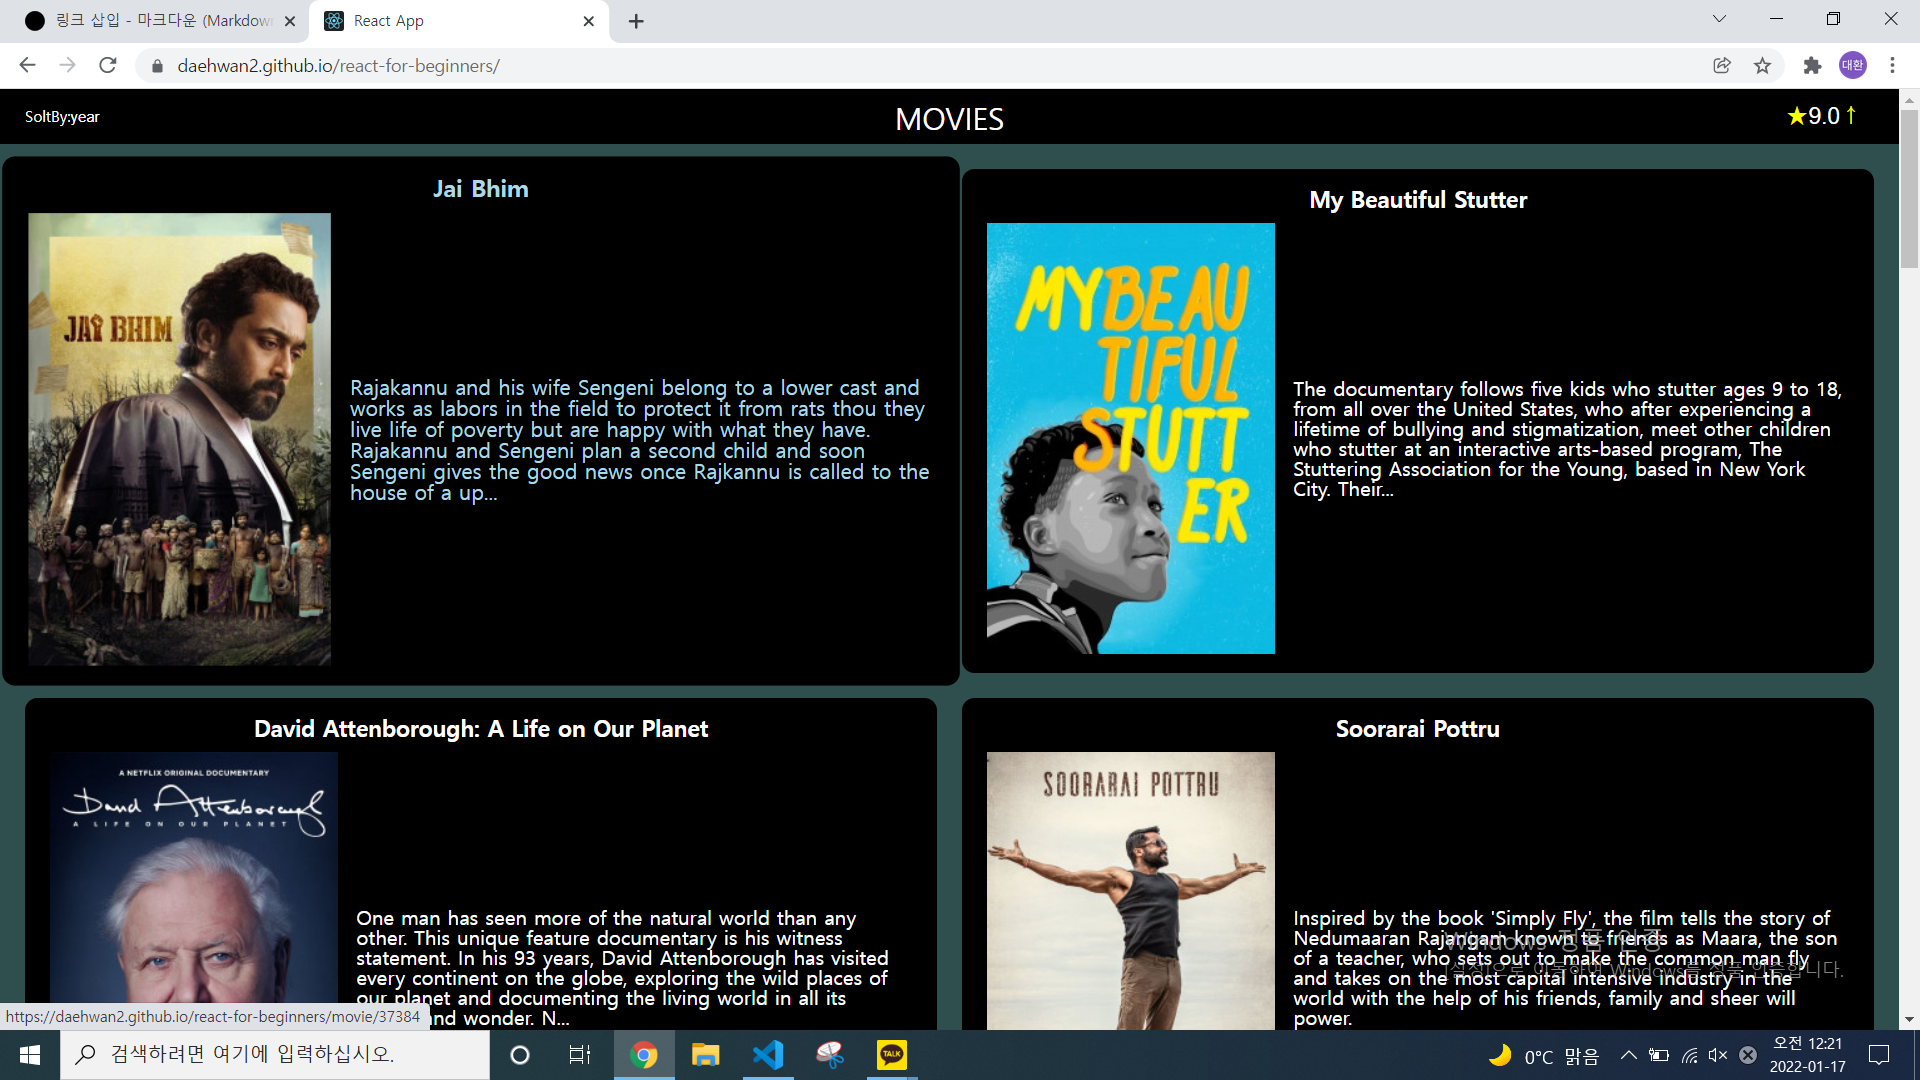 링크 삽입 - 마크다운 (Markdown
React App
daehwan2.github.io/react-for-beginners/
대환
SoltBy:year
MOVIES
★9.0↑
Jai Bhim
JAI BHIM
Rajakannu and his wife Sengeni belong to a lower cast and
works as labors in the field to protect it from rats thou they
live life of poverty but are happy with what they have.
Rajakannu and Sengeni plan a second child and soon
Sengeni gives the good news once Rajkannu is called to the
house of a up...
My Beautiful Stutter
MY BEAU
TIFUL
STUTT
ER
The documentary follows five kids who stutter ages 9 to 18,
from all over the United States, who after experiencing a
lifetime of bullying and stigmatization, meet other children
who stutter at an interactive arts-based program, The
Stuttering Association for the Young, based in New York
City. Their...
David Attenborough: A Life on Our Planet
A NETFLIX ORIGINAL DOCUMENTARY
David Attenborough
A LIFE ON OUR PLANET
One man has seen more of the natural world than any
other. This unique feature documentary is his witness
statement. In his 93 years, David Attenborough has visited
every continent on the globe, exploring the wild places of
our planet and documenting the living world in all its
and wonder. N...
Soorarai Pottru
SOORARAI POTTRU
Inspired by the book 'Simply Fly', the film tells the story of
Nedumaaran Rajangam known to friends as Maara, the son
of a teacher, who sets out to make the common man fly
and takes on the most capital intensive industry in the
world with the help of his friends, family and sheer will
power.
Windows 정품 인증
[설정]으로 이동하여 Windows를 정품 인증합니다.
https://daehwan2.github.io/react-for-beginners/movie/37384
검색하려면 여기에 입력하십시오.
TALK
0°C 맑음
오전 12:21
2022-01-17